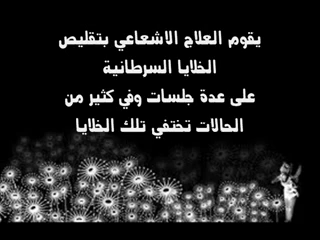 يقوم العلاج الاشعاعي بتقليص
الخلايا السرطانية
على عدة جلسات وفي كثير من
الحالات تختفي تلك الخلايا